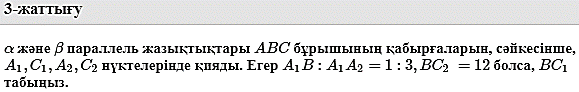 3-жаттығу
α және β параллель жазықтықтары ABC бұрышының қабырғаларын, сәйкесінше,
A₁, C₁, A₂, C₂ нүктелерінде қияды. Егер A₁B : A₁A₂ = 1 : 3, BC₂ = 12 болса, BC₁
табыңыз.